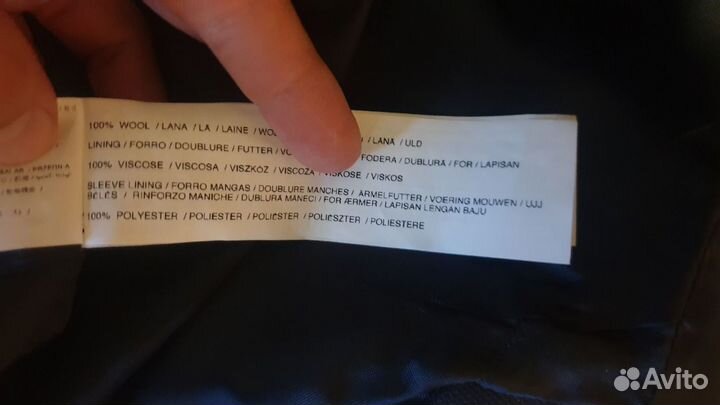 100% WOOL / LANA / LA / LAINE / WO / LANA / ULD
LINING / FORRO / DOUBLURE / FUTTER / VO FODERA / DUBLURĂ / FOR / LAPISAN
100% VISCOSE / VISCOSA / VISZKÓZ / VISCOZA / VISKOSE / VISKOS
SLEEVE LINING / FORRO MANGAS / DOUBLURE MANCHES / ÄRMELFUTTER / VOERING MOUWEN / UJJ
BÉLÉS / RINFORZO MANICHE / DUBLURA MANECI / FOR ÆRMER / LAPISAN LENGAN BAJU
100% POLYESTER / POLIESTER / POLIÉSTER / POLIÉSZTER / POLIESTERE
Avito